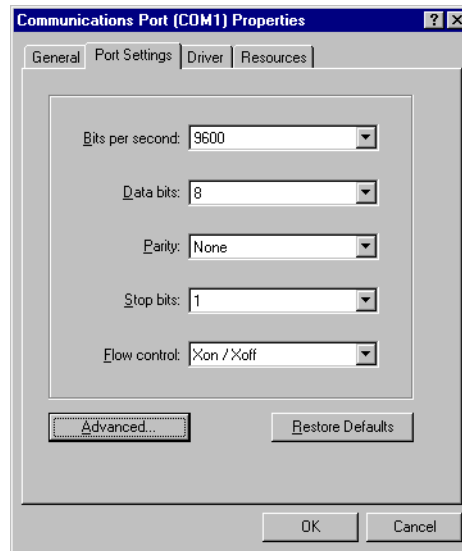 Communications Port (COM1) Properties
General Port Settings Driver Resources
Bits per second: 9600
Data bits: 8
Parity: None
Stop bits: 1
Flow control: Xon / Xoff
Advanced... Restore Defaults
OK Cancel